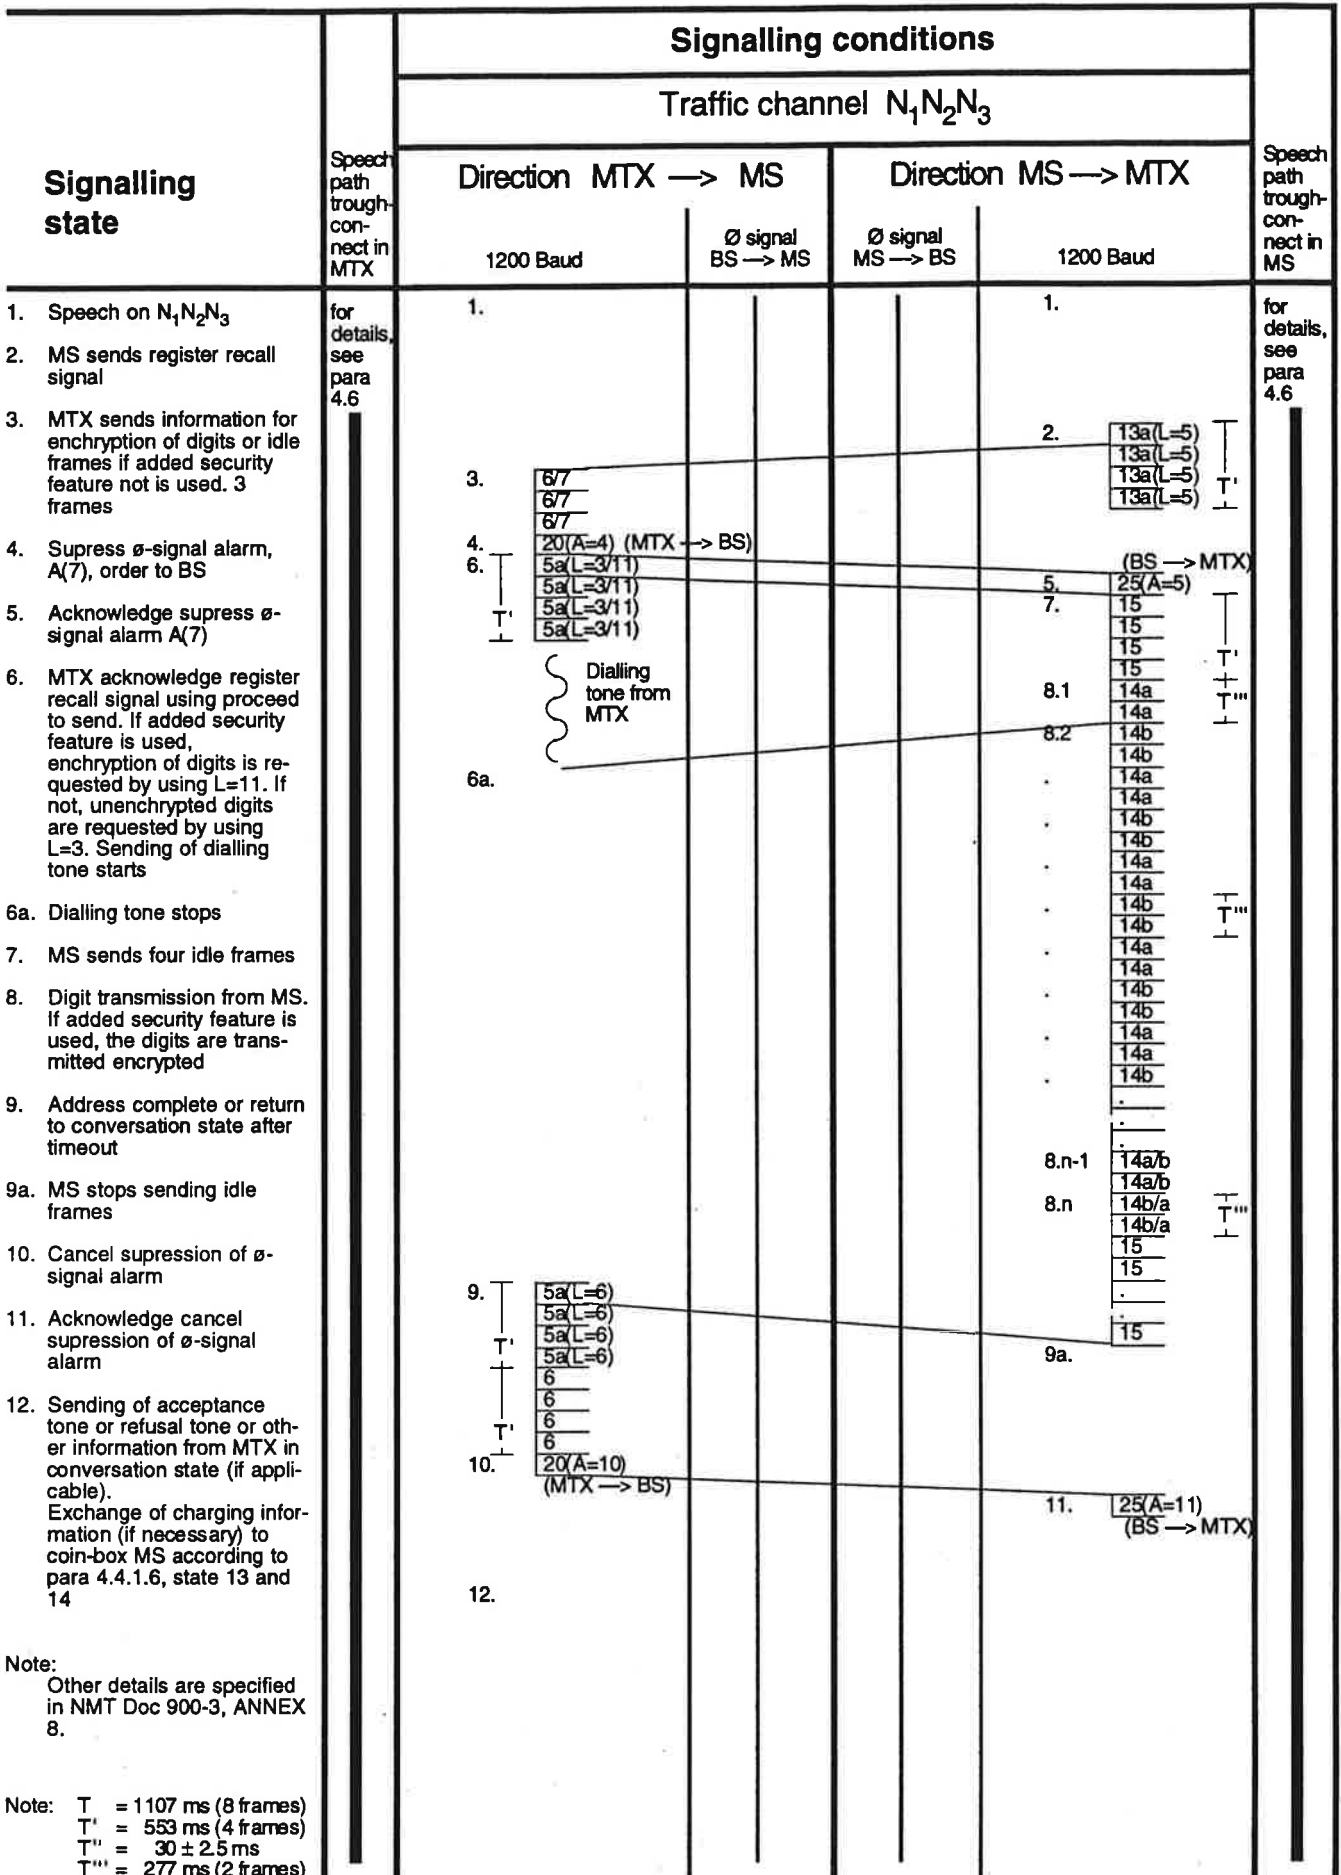 Signalling conditions
Traffic channel N1N2N3
Signalling
state
Speech
path
trough-
con-
nect in
MTX
Direction MTX —> MS
Direction MS —> MTX
Speech
path
trough-
con-
nect in
MS
1200 Baud
Ø signal
BS —> MS
Ø signal
MS —> BS
1200 Baud
1. Speech on N1N2N3
2. MS sends register recall
signal
3. MTX sends information for
enchryption of digits or idle
frames if added security
feature not is used. 3
frames
4. Supress ø-signal alarm,
A(7), order to BS
5. Acknowledge supress ø-
signal alarm A(7)
6. MTX acknowledge register
recall signal using proceed
to send. If added security
feature is used,
enchryption of digits is re-
quested by using L=11. If
not, unenchrypted digits
are requested by using
L=3. Sending of dialling
tone starts
6a. Dialling tone stops
7. MS sends four idle frames
8. Digit transmission from MS.
If added security feature is
used, the digits are trans-
mitted encrypted
9. Address complete or return
to conversation state after
timeout
9a. MS stops sending idle
frames
10. Cancel supression of ø-
signal alarm
11. Acknowledge cancel
supression of ø-signal
alarm
12. Sending of acceptance
tone or refusal tone or oth-
er information from MTX in
conversation state (if appli-
cable).
Exchange of charging infor-
mation (if necessary) to
coin-box MS according to
para 4.4.1.6, state 13 and
14
Note:
Other details are specified
in NMT Doc 900-3, ANNEX
8.
Note: T = 1107 ms (8 frames)
T' = 553 ms (4 frames)
T'' = 30 ± 2.5 ms
T''' = 277 ms (2 frames)
for
details,
see
para
4.6
1.
3. 6/7
6/7
6/7
4. 20(A=4) (MTX —> BS)
6. 5a(L=3/11)
5a(L=3/11)
T' 5a(L=3/11)
5a(L=3/11)
Dialling
tone from
MTX
6a.
9. 5a(L=6)
5a(L=6)
T' 5a(L=6)
5a(L=6)
6
6
T' 6
6
10. 20(A=10)
(MTX —> BS)
12.
1.
2. 13a(L=5)
13a(L=5)
13a(L=5) T'
13a(L=5)
(BS —> MTX)
5. 25(A=5)
7. 15
15
15 T'
15
8.1 14a T'''
14a
8.2 14b
14b
. 14a
14a
. 14b
14b
. 14a
14a
. 14b
14b T'''
. 14a
14a
. 14b
14b
. 14a
14a
. 14b
.
.
.
8.n-1 14a/b
14a/b
8.n 14b/a T'''
14b/a
15
15
.
.
15
9a.
11. 25(A=11)
(BS —> MTX)
for
details,
see
para
4.6